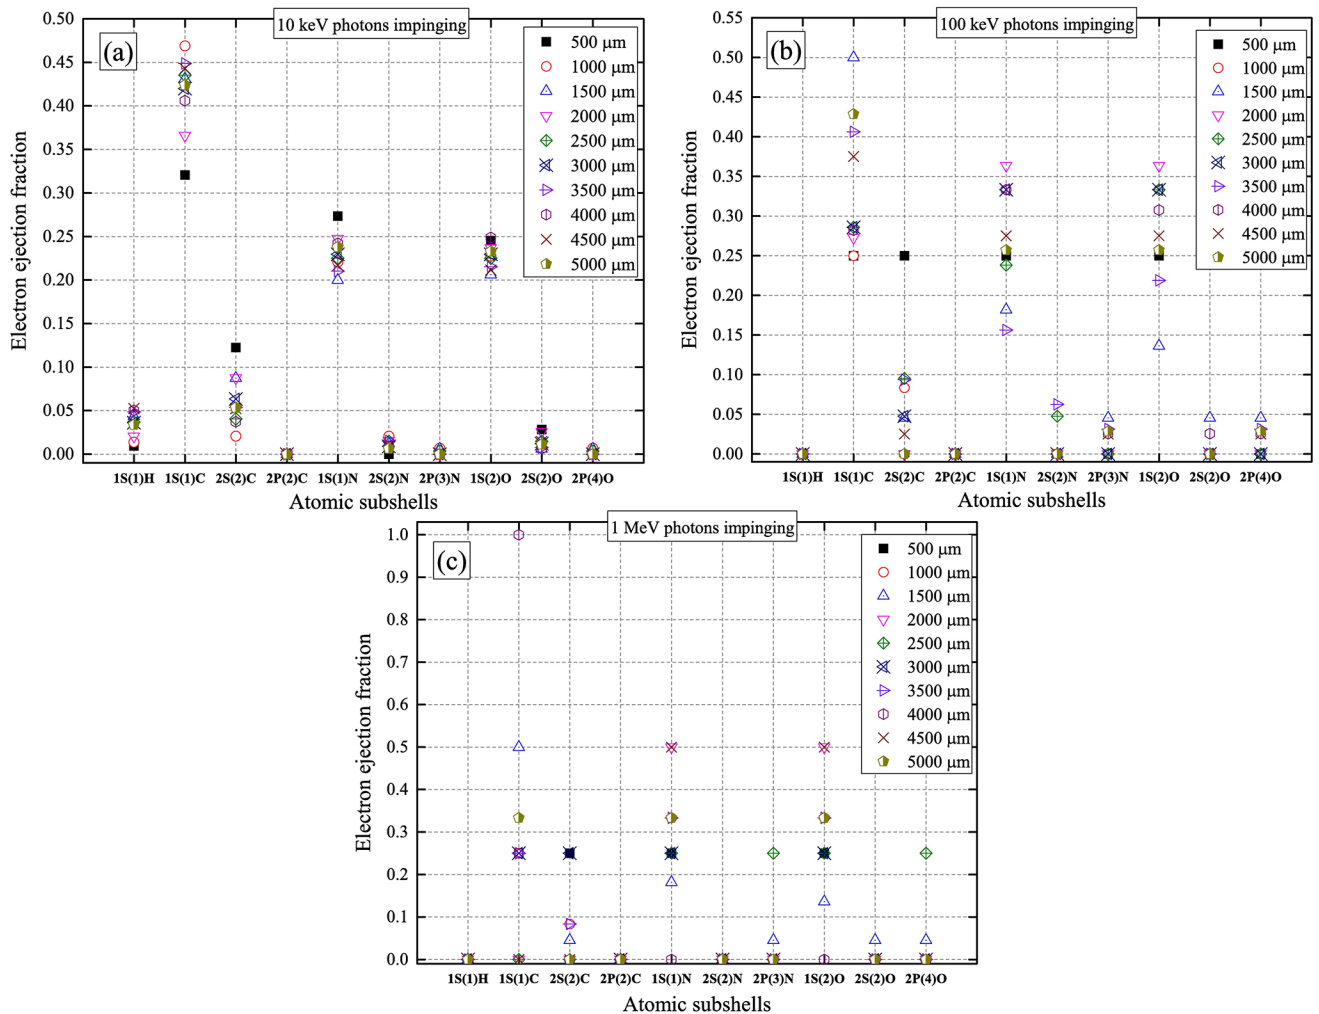 10 keV photons impinging
(a)
0.50
0.45
0.40
0.35
0.30
0.25
0.20
0.15
0.10
0.05
0.00
Electron ejection fraction
500 μm
1000 μm
1500 μm
2000 μm
2500 μm
3000 μm
3500 μm
4000 μm
4500 μm
5000 μm
1S(1)H 1S(1)C 2S(2)C 2P(2)C 1S(1)N 2S(2)N 2P(3)N 1S(2)O 2S(2)O 2P(4)O
Atomic subshells
100 keV photons impinging
(b)
0.55
0.50
0.45
0.40
0.35
0.30
0.25
0.20
0.15
0.10
0.05
0.00
Electron ejection fraction
500 μm
1000 μm
1500 μm
2000 μm
2500 μm
3000 μm
3500 μm
4000 μm
4500 μm
5000 μm
1S(1)H 1S(1)C 2S(2)C 2P(2)C 1S(1)N 2S(2)N 2P(3)N 1S(2)O 2S(2)O 2P(4)O
Atomic subshells
1 MeV photons impinging
(c)
1.0
0.9
0.8
0.7
0.6
0.5
0.4
0.3
0.2
0.1
0.0
Electron ejection fraction
500 μm
1000 μm
1500 μm
2000 μm
2500 μm
3000 μm
3500 μm
4000 μm
4500 μm
5000 μm
1S(1)H 1S(1)C 2S(2)C 2P(2)C 1S(1)N 2S(2)N 2P(3)N 1S(2)O 2S(2)O 2P(4)O
Atomic subshells